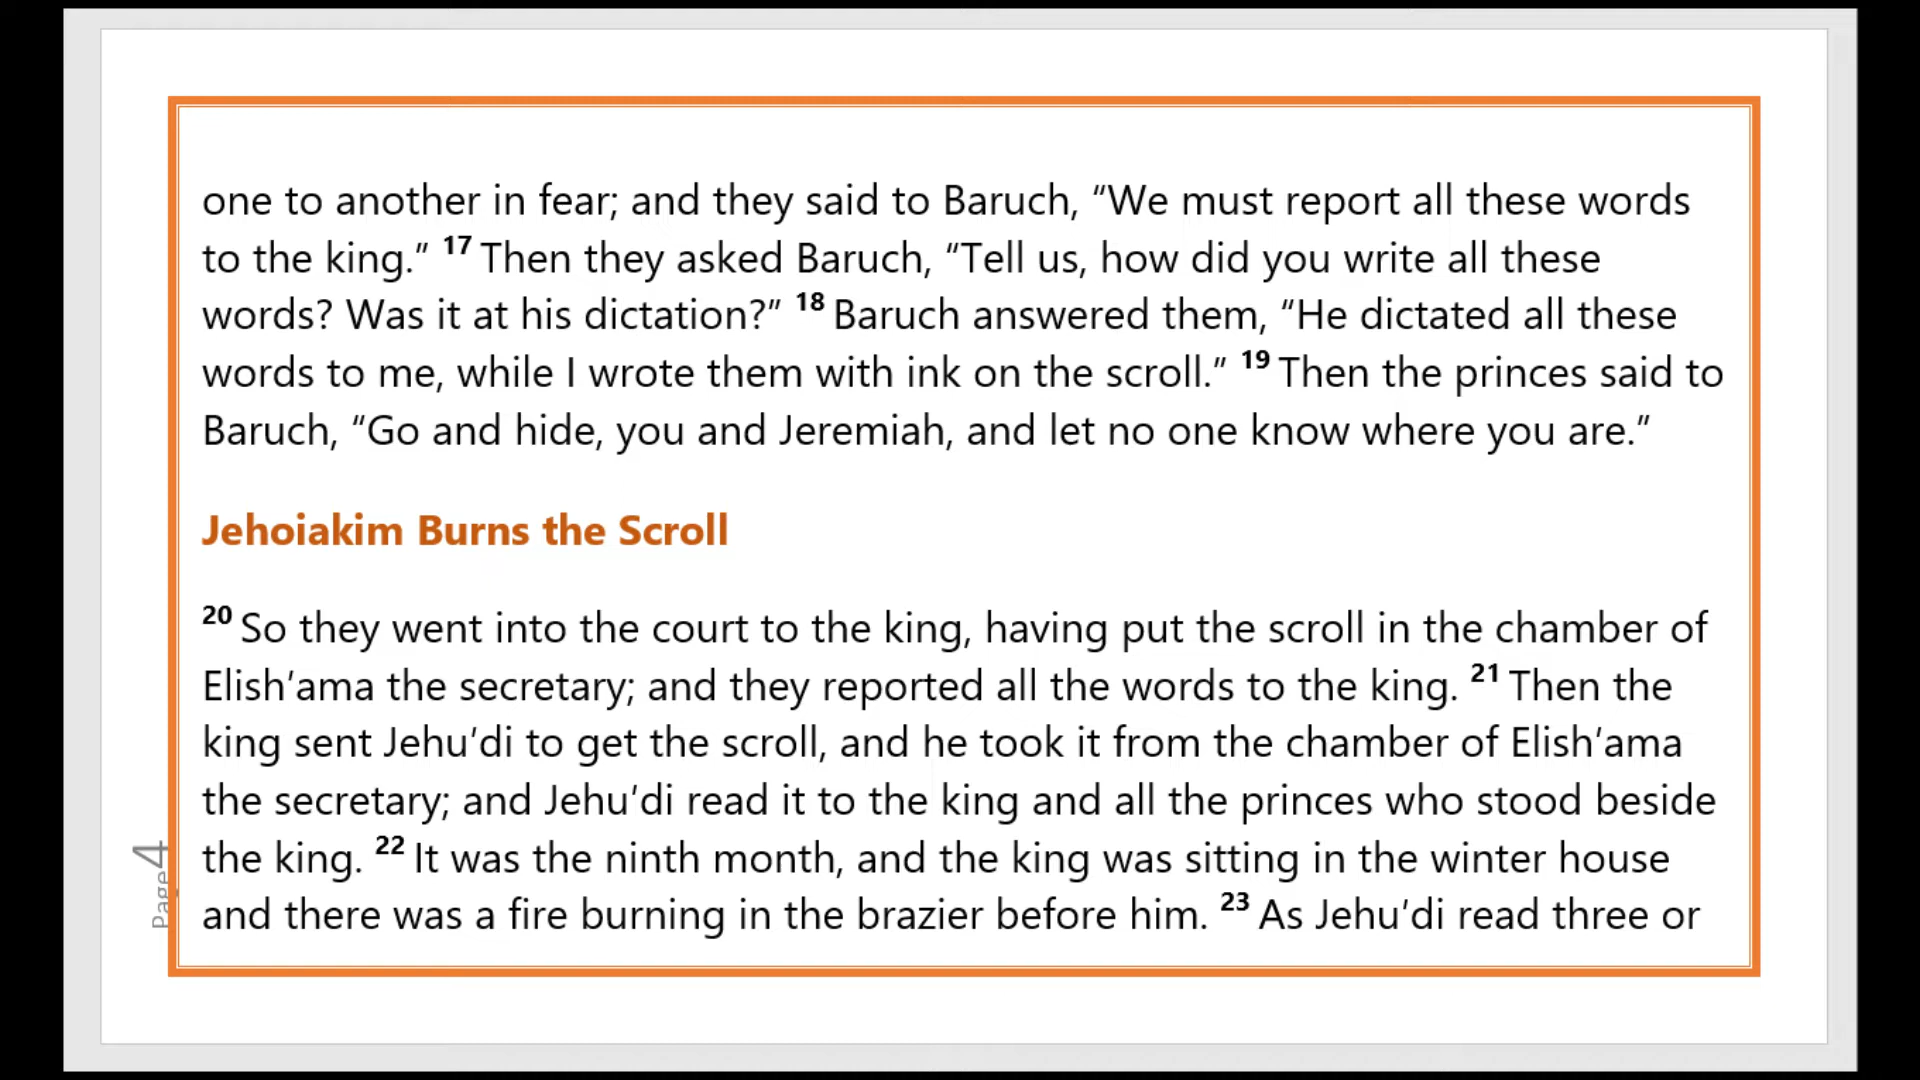 one to another in fear; and they said to Baruch, “We must report all these words
to the king.” 17 Then they asked Baruch, “Tell us, how did you write all these
words? Was it at his dictation?” 18 Baruch answered them, “He dictated all these
words to me, while I wrote them with ink on the scroll.” 19 Then the princes said to
Baruch, “Go and hide, you and Jeremiah, and let no one know where you are.”
Jehoiakim Burns the Scroll
20 So they went into the court to the king, having put the scroll in the chamber of
Elish′ama the secretary; and they reported all the words to the king. 21 Then the
king sent Jehu′di to get the scroll, and he took it from the chamber of Elish′ama
the secretary; and Jehu′di read it to the king and all the princes who stood beside
the king. 22 It was the ninth month, and the king was sitting in the winter house
and there was a fire burning in the brazier before him. 23 As Jehu′di read three or
Page 4